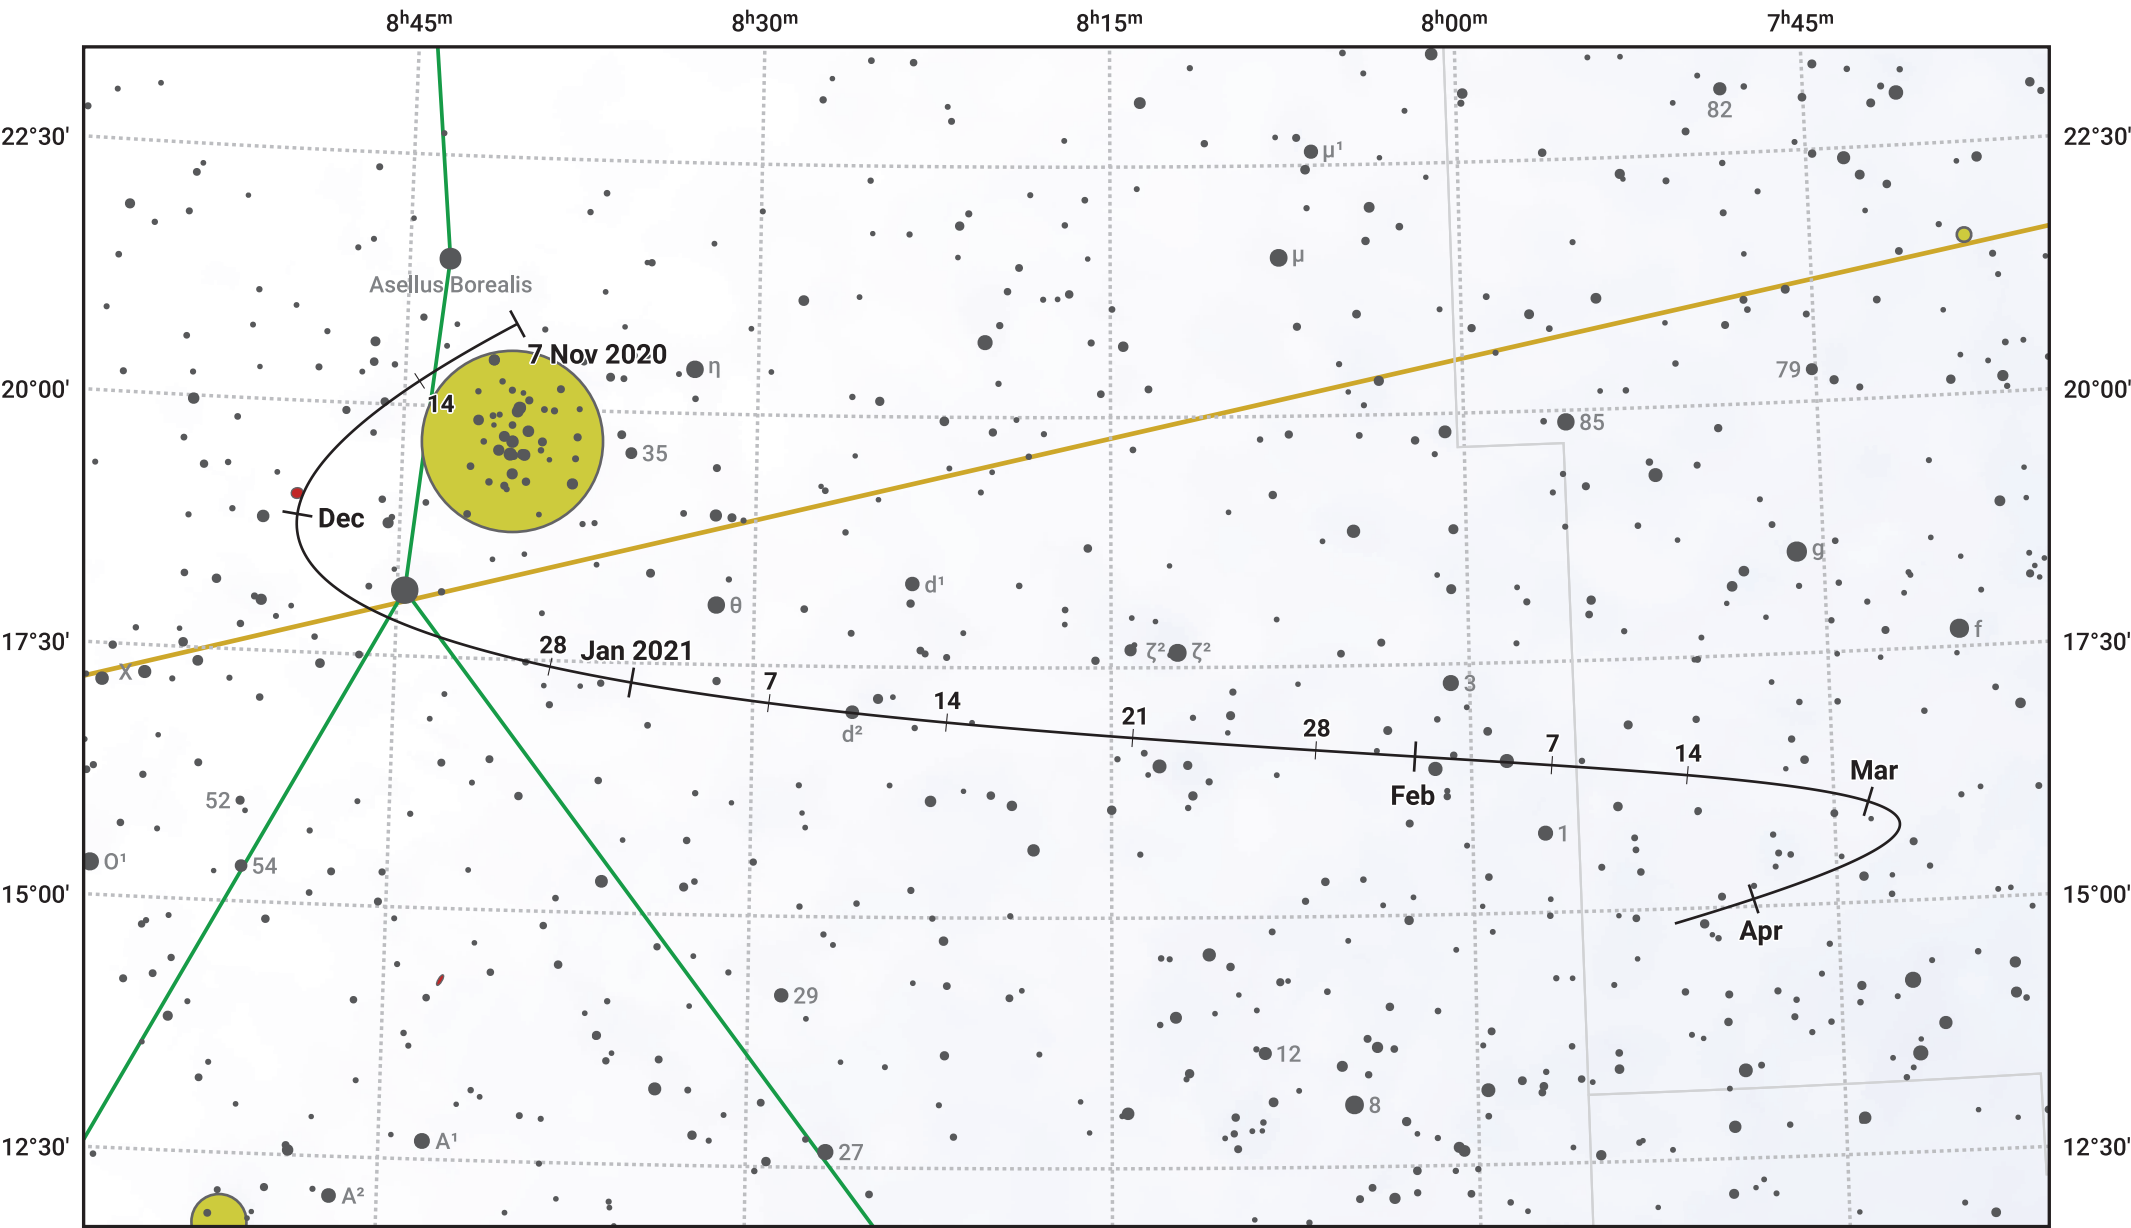 8ʰ45ᵐ 8ʰ30ᵐ 8ʰ15ᵐ 8ʰ00ᵐ 7ʰ45ᵐ
82
22°30' 22°30'
μ¹
μ
Asellus Borealis
7 Nov 2020
η
79
20°00' 20°00'
14
85
35
Dec
g
d¹
θ
f
17°30' 17°30'
28 Jan 2021
ζ² ζ²
X
7
3
14
21
d²
28
7
14
Mar
Feb
52
1
O¹
54
15°00' 15°00'
Apr
29
12
8
A¹
12°30' 12°30'
27
A²